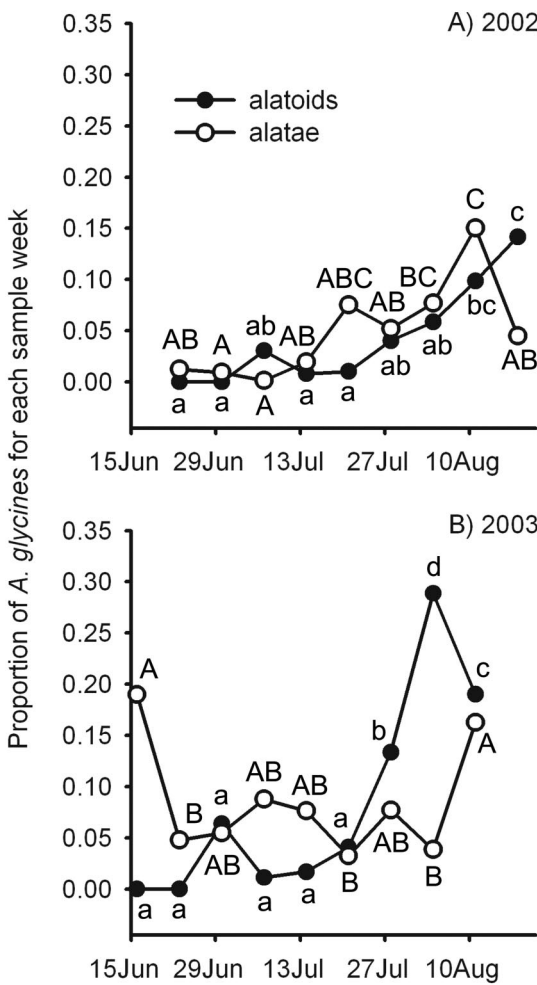 Proportion of A. glycines for each sample week
A) 2002
0.35
0.30
0.25
0.20
0.15
0.10
0.05
0.00
alatoids
alatae
AB A ab AB ABC AB BC C c
a a A a a ab ab bc AB
15Jun 29Jun 13Jul 27Jul 10Aug
B) 2003
0.35
0.30
0.25
0.20
0.15
0.10
0.05
0.00
A B a AB AB a b d c
a a AB a a B AB B A
15Jun 29Jun 13Jul 27Jul 10Aug